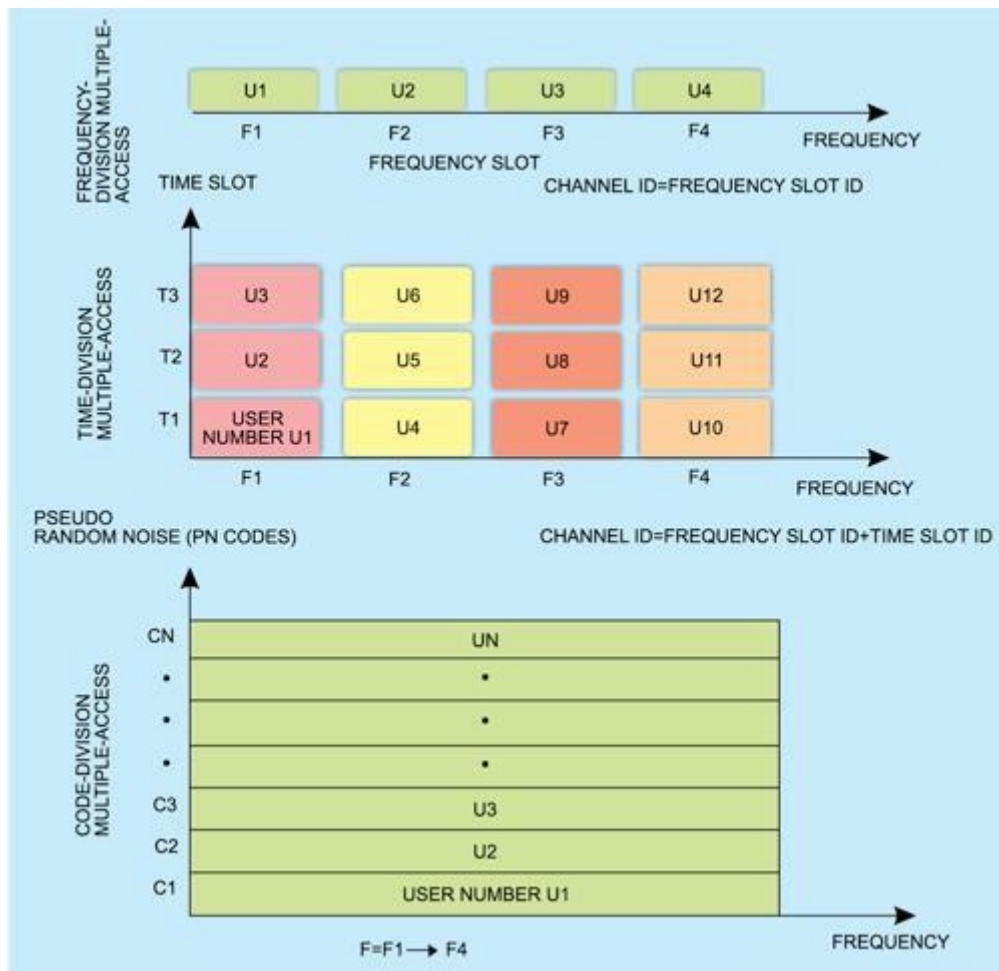 FREQUENCY-
DIVISION MULTIPLE-
ACCESS
U1 U2 U3 U4
F1 F2 F3 F4 FREQUENCY
FREQUENCY SLOT
TIME SLOT CHANNEL ID=FREQUENCY SLOT ID
TIME-DIVISION
MULTIPLE-ACCESS
T3 U3 U6 U9 U12
T2 U2 U5 U8 U11
T1 USER
NUMBER U1 U4 U7 U10
F1 F2 F3 F4 FREQUENCY
PSEUDO
RANDOM NOISE (PN CODES) CHANNEL ID=FREQUENCY SLOT ID+TIME SLOT ID
CODE-DIVISION
MULTIPLE-ACCESS
CN UN
• •
• •
• •
C3 U3
C2 U2
C1 USER NUMBER U1
F=F1→ F4 FREQUENCY